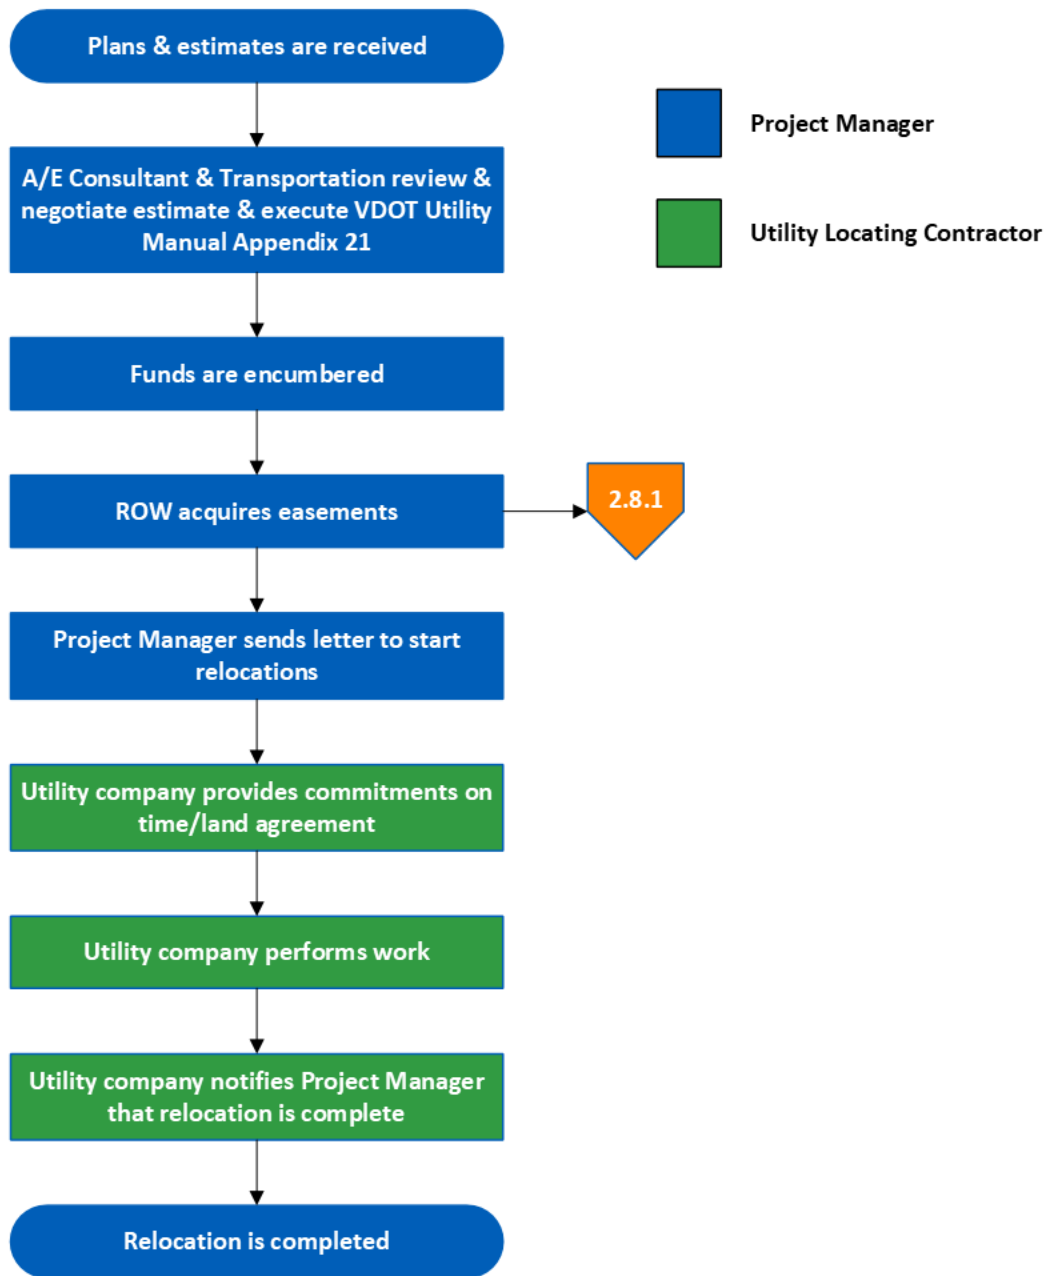 Plans & estimates are received
Project Manager
A/E Consultant & Transportation review &
negotiate estimate & execute VDOT Utility
Manual Appendix 21
Utility Locating Contractor
Funds are encumbered
ROW acquires easements
2.8.1
Project Manager sends letter to start
relocations
Utility company provides commitments on
time/land agreement
Utility company performs work
Utility company notifies Project Manager
that relocation is complete
Relocation is completed